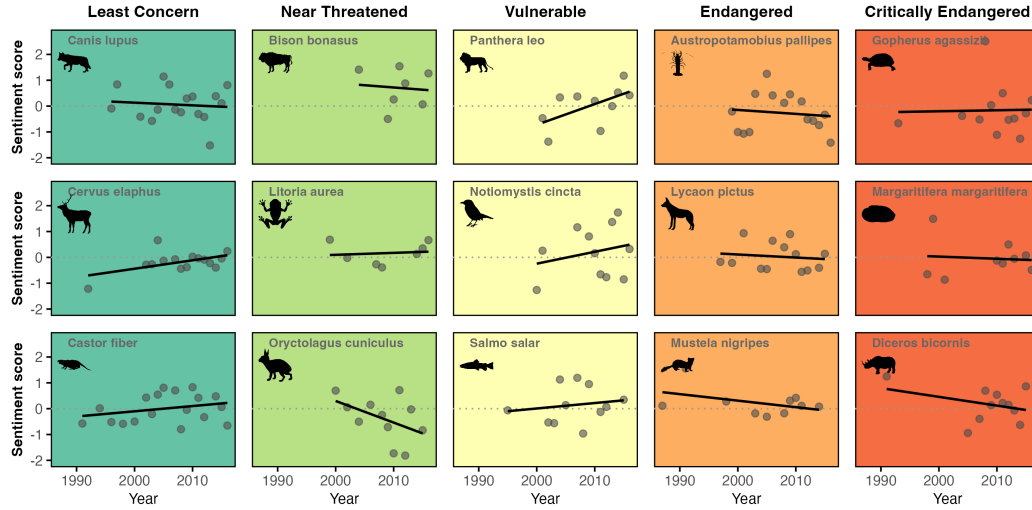 Least Concern Near Threatened Vulnerable Endangered Critically Endangered
Canis lupus Bison bonasus Panthera leo Austropotamobius pallipes Gopherus agassizii
Sentiment score
2
1
0
-1
-2
Cervus elaphus Litoria aurea Notiomystis cincta Lycaon pictus Margaritifera margaritifera
Sentiment score
2
1
0
-1
-2
Castor fiber Oryctolagus cuniculus Salmo salar Mustela nigripes Diceros bicornis
Sentiment score
2
1
0
-1
-2
1990 2000 2010 1990 2000 2010 1990 2000 2010 1990 2000 2010 1990 2000 2010
Year Year Year Year Year